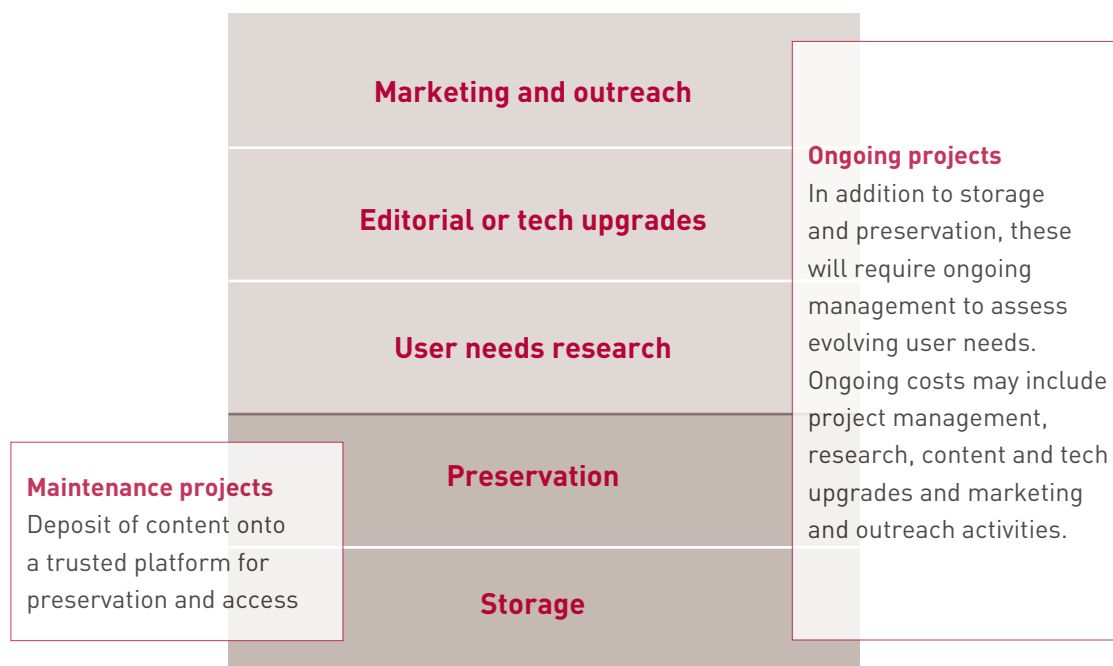 Marketing and outreach
Editorial or tech upgrades
User needs research
Preservation
Storage
Maintenance projects
Deposit of content onto
a trusted platform for
preservation and access
Ongoing projects
In addition to storage
and preservation, these
will require ongoing
management to assess
evolving user needs.
Ongoing costs may include
project management,
research, content and tech
upgrades and marketing
and outreach activities.